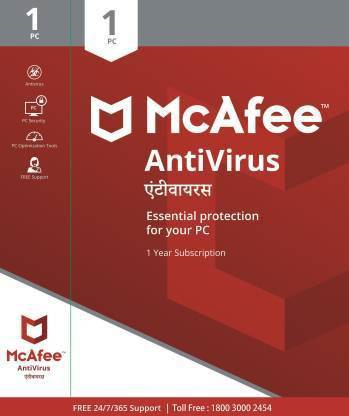 1
PC
Antivirus
PC
PC Security
PC Optimization Tools
FREE Support
McAfee™
AntiVirus
एंटीवायरस
1
PC
McAfee™
AntiVirus
एंटीवायरस
Essential protection
for your PC
1 Year Subscription
FREE 24/7/365 Support | Toll Free : 1800 3000 2454